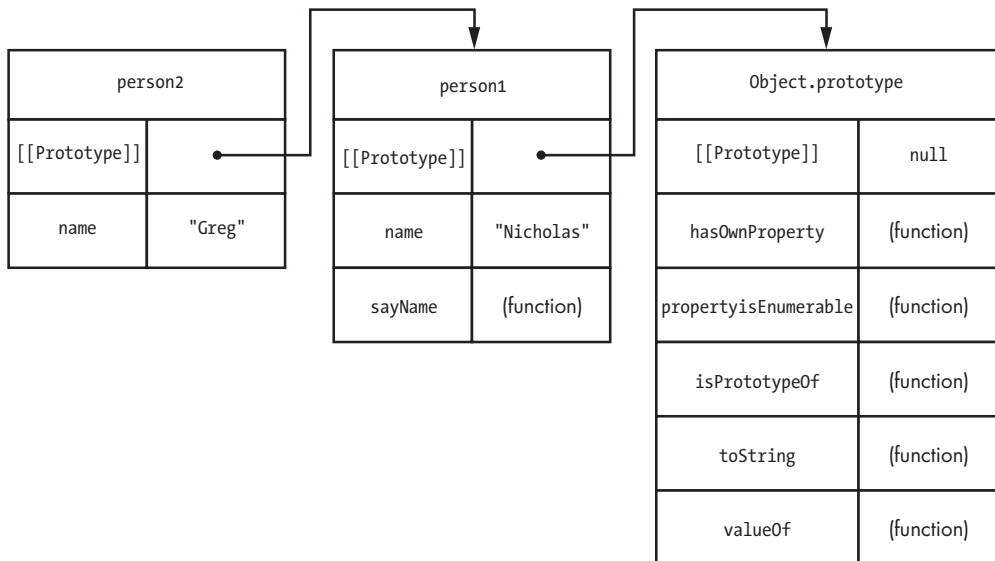 person2
[[Prototype]]
name "Greg"
person1
[[Prototype]]
name "Nicholas"
sayName (function)
Object.prototype
[[Prototype]] null
hasOwnProperty (function)
propertyisEnumerable (function)
isPrototypeOf (function)
toString (function)
valueOf (function)